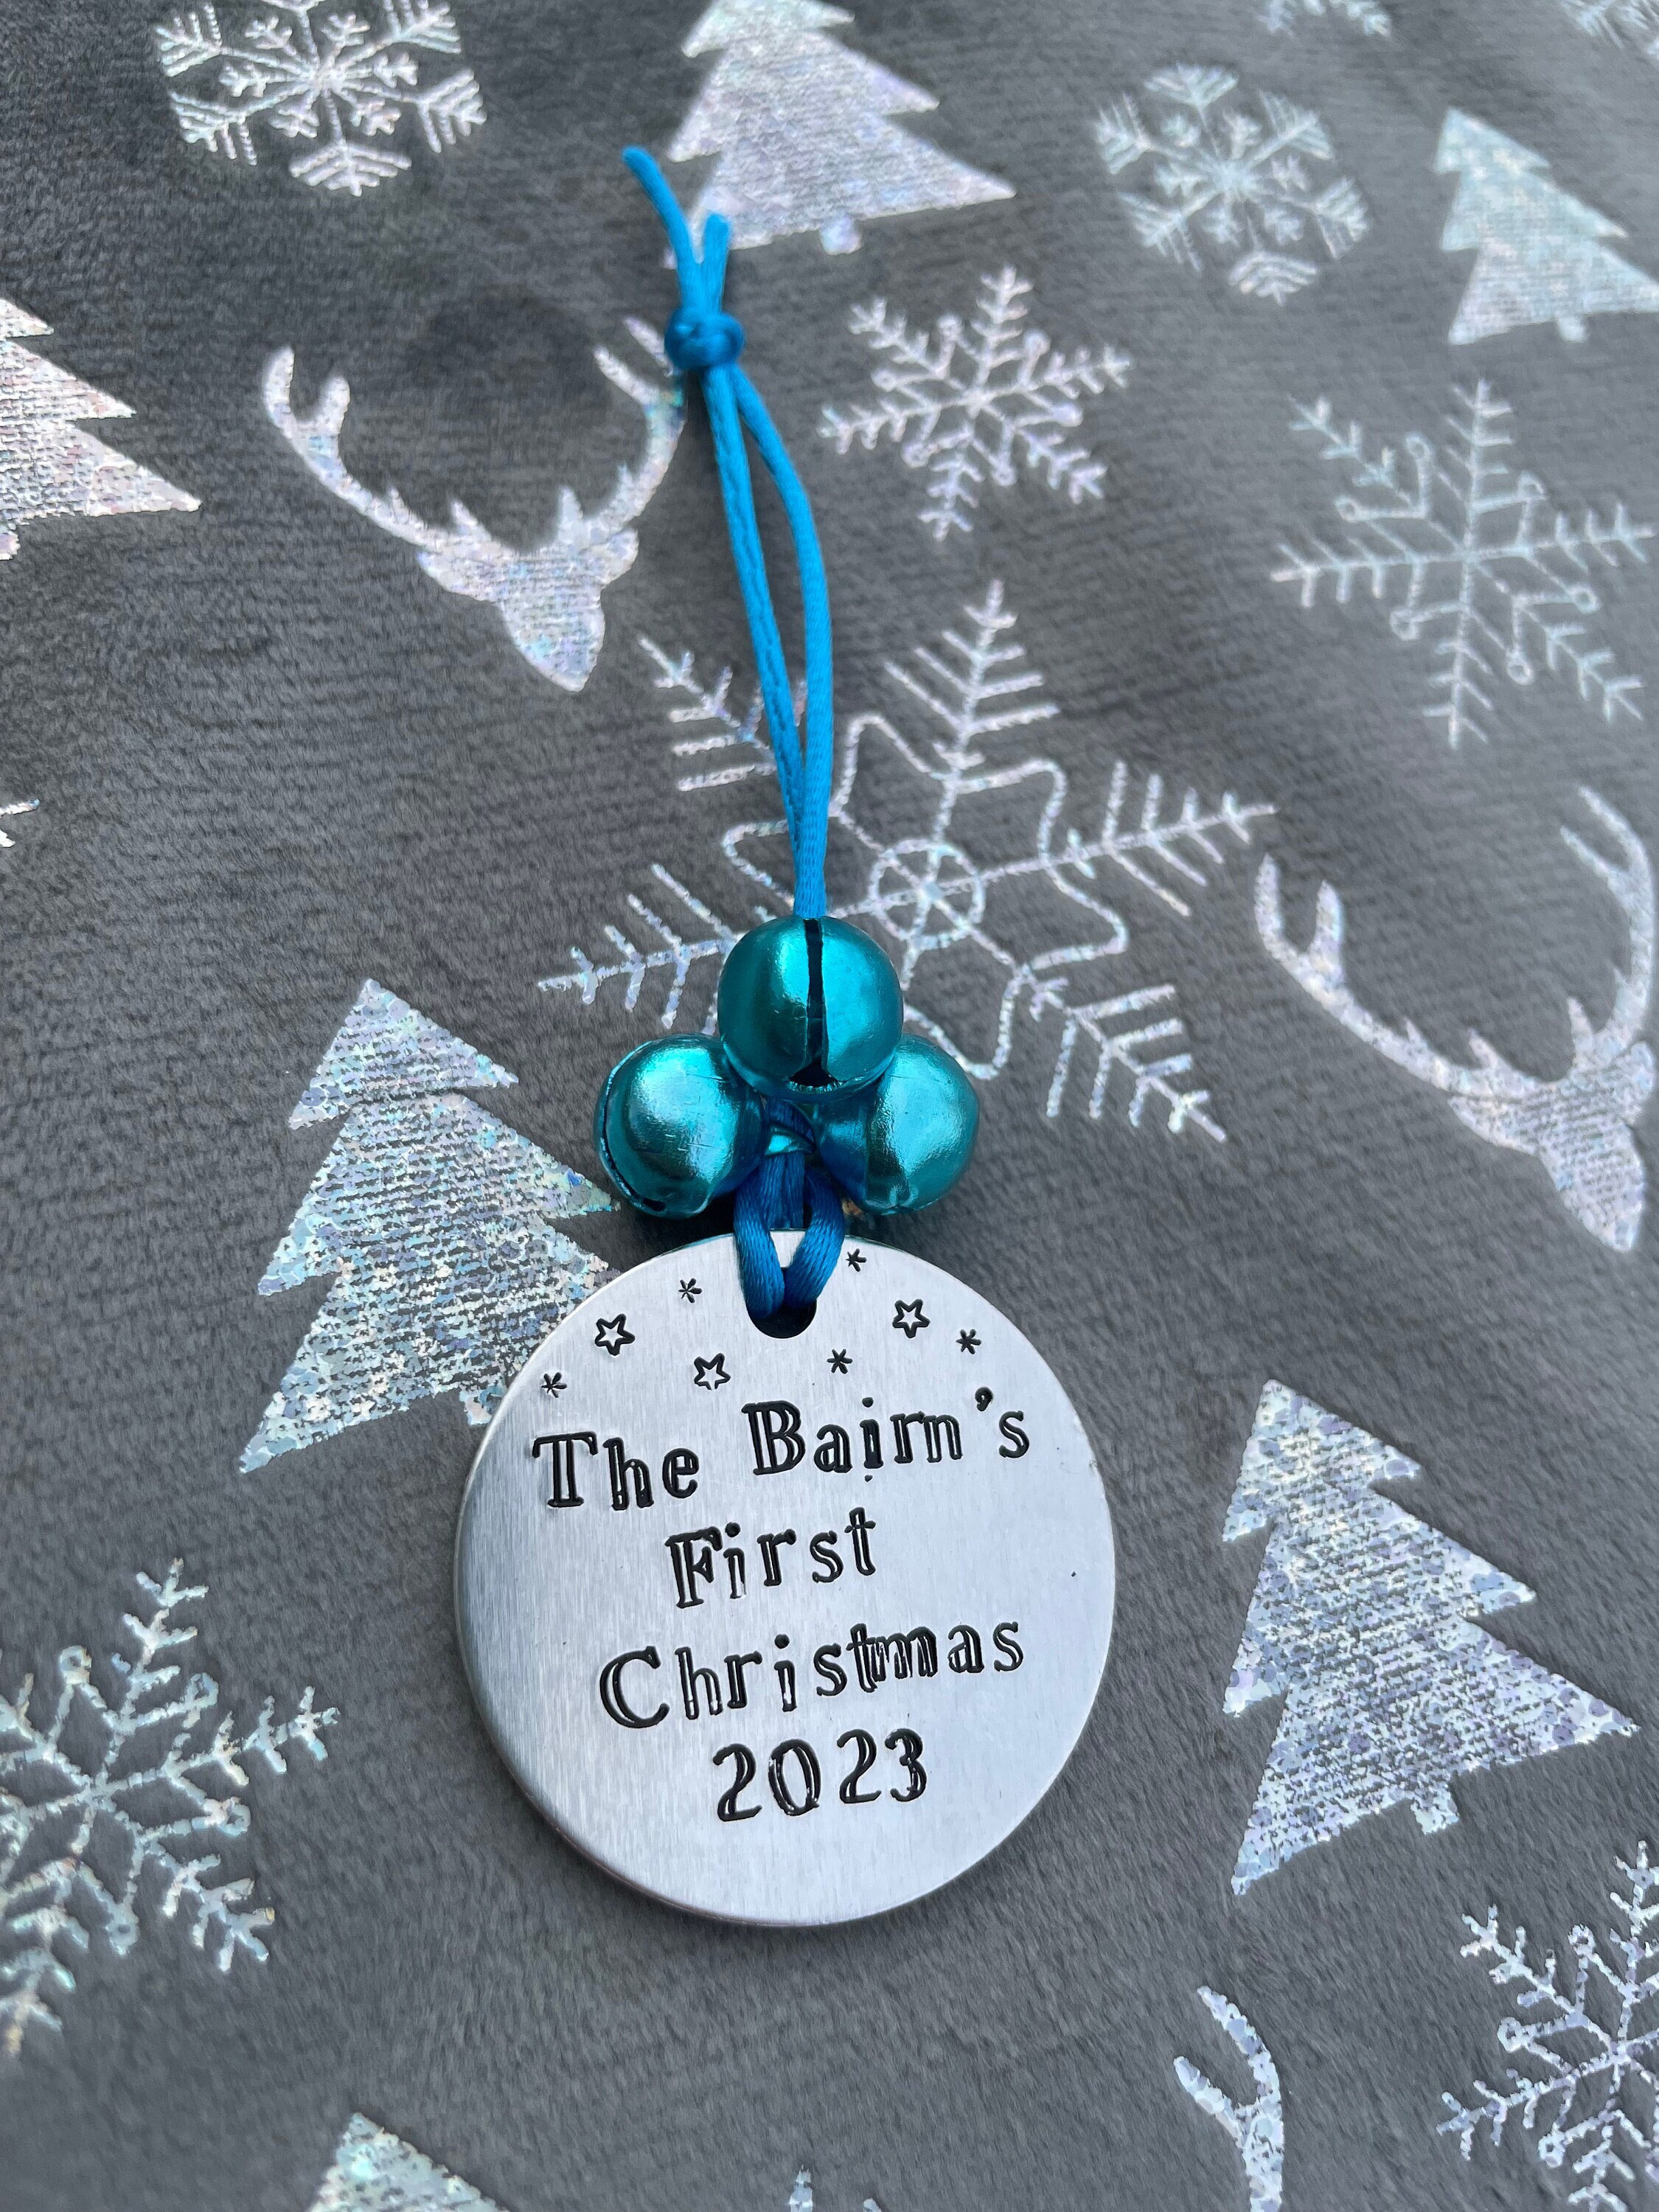 The Bairn's
First
Christmas
2023